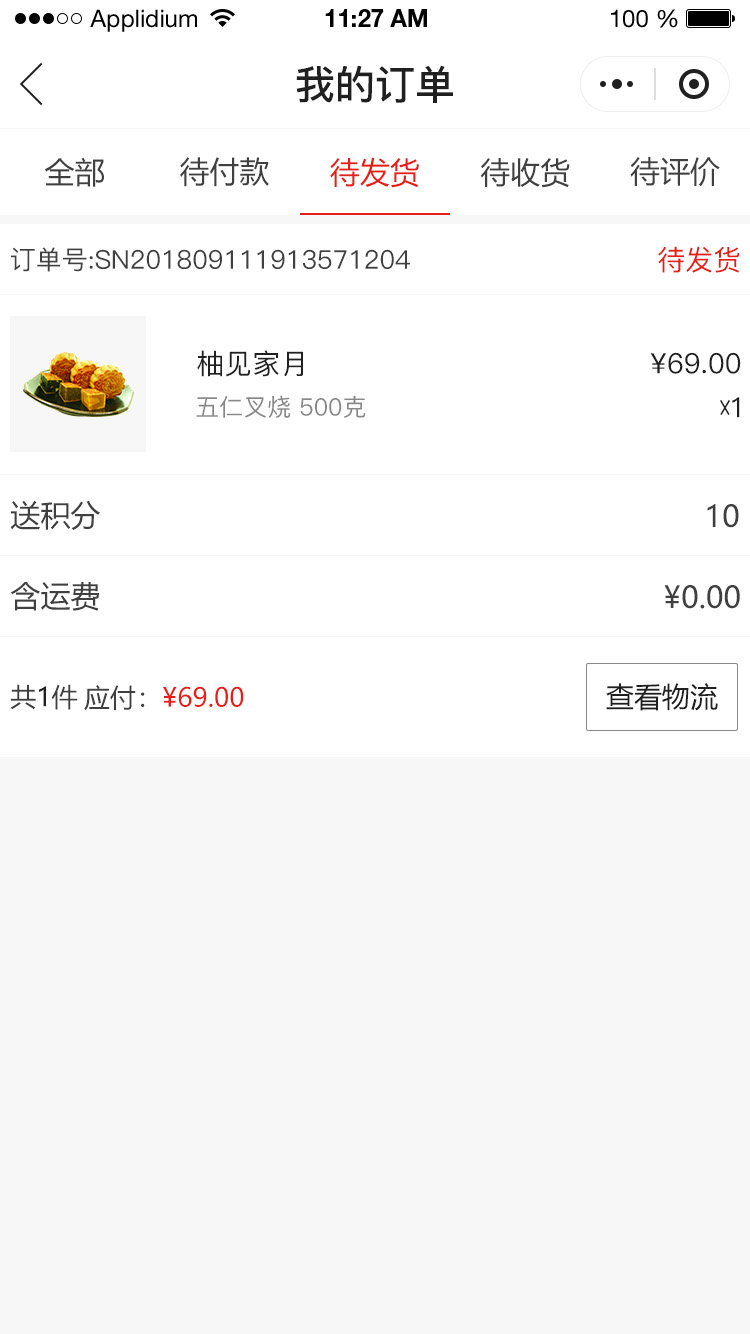 Applidium 11:27 AM 100 %
我的订单
全部 待付款 待发货 待收货 待评价
订单号:SN201809111913571204 待发货
柚见家月 ¥69.00
五仁叉烧 500克 x1
送积分 10
含运费 ¥0.00
共1件 应付：¥69.00 查看物流